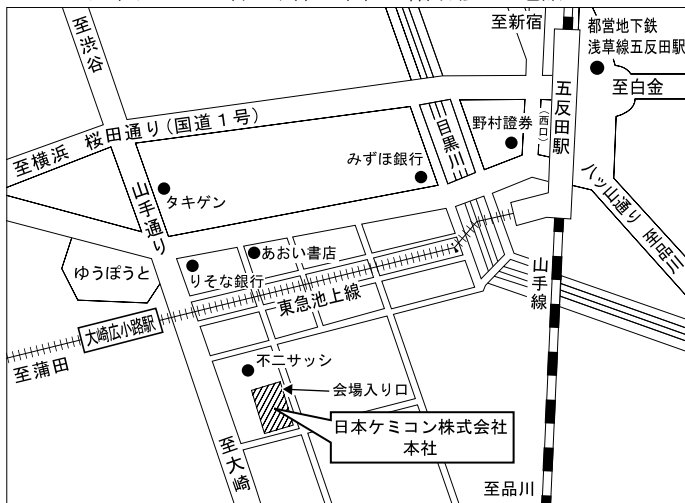 至新宿
都営地下鉄
浅草線五反田駅
至渋谷
至白金
五反田駅
（西口）
野村證券
目黒川
桜田通り(国道１号)
至横浜
みずほ銀行
タキゲン
山手通り
八ッ山通り 至品川
あおい書店
りそな銀行
ゆうぽうと
東急池上線
山手線
大崎広小路駅
至蒲田
不二サッシ
会場入り口
日本ケミコン株式会社
本社
至大崎
至品川